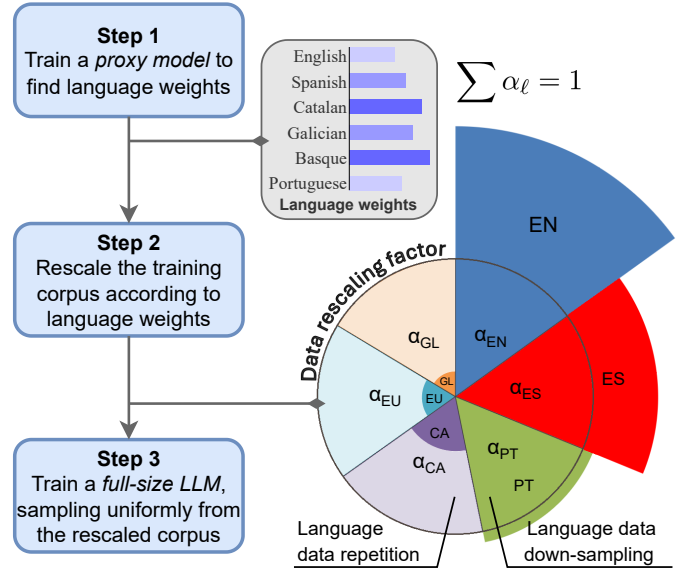 Step 1
Train a proxy model to
find language weights
English
Spanish
Catalan
Galician
Basque
Portuguese
Language weights
∑ αℓ = 1
Step 2
Rescale the training
corpus according to
language weights
Step 3
Train a full-size LLM,
sampling uniformly from
the rescaled corpus
Data rescaling factor
EN
αEN
ES
αES
αPT
PT
αGL
GL
αEU
EU
CA
αCA
Language
data repetition
Language data
down-sampling